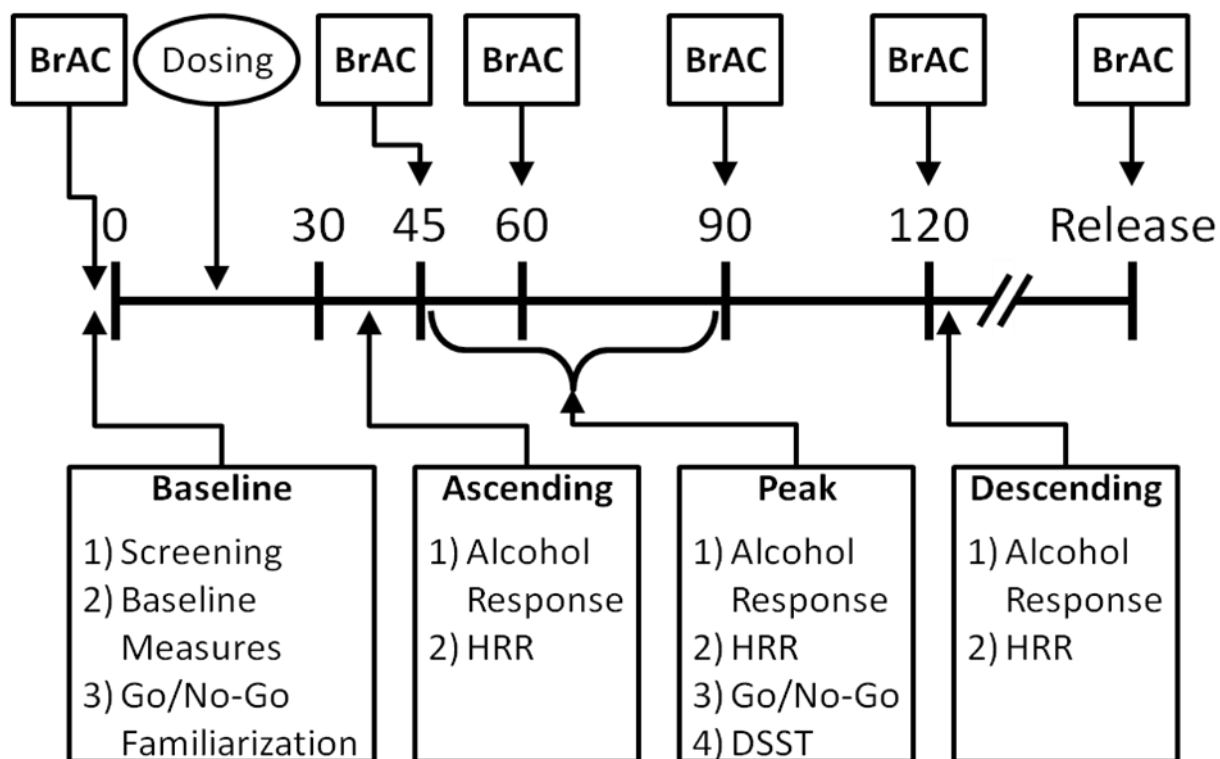 BrAC
Dosing
BrAC
BrAC
BrAC
BrAC
BrAC
0
30
45
60
90
120
Release
Baseline
1) Screening
2) Baseline
Measures
3) Go/No-Go
Familiarization
Ascending
1) Alcohol
Response
2) HRR
Peak
1) Alcohol
Response
2) HRR
3) Go/No-Go
4) DSST
Descending
1) Alcohol
Response
2) HRR